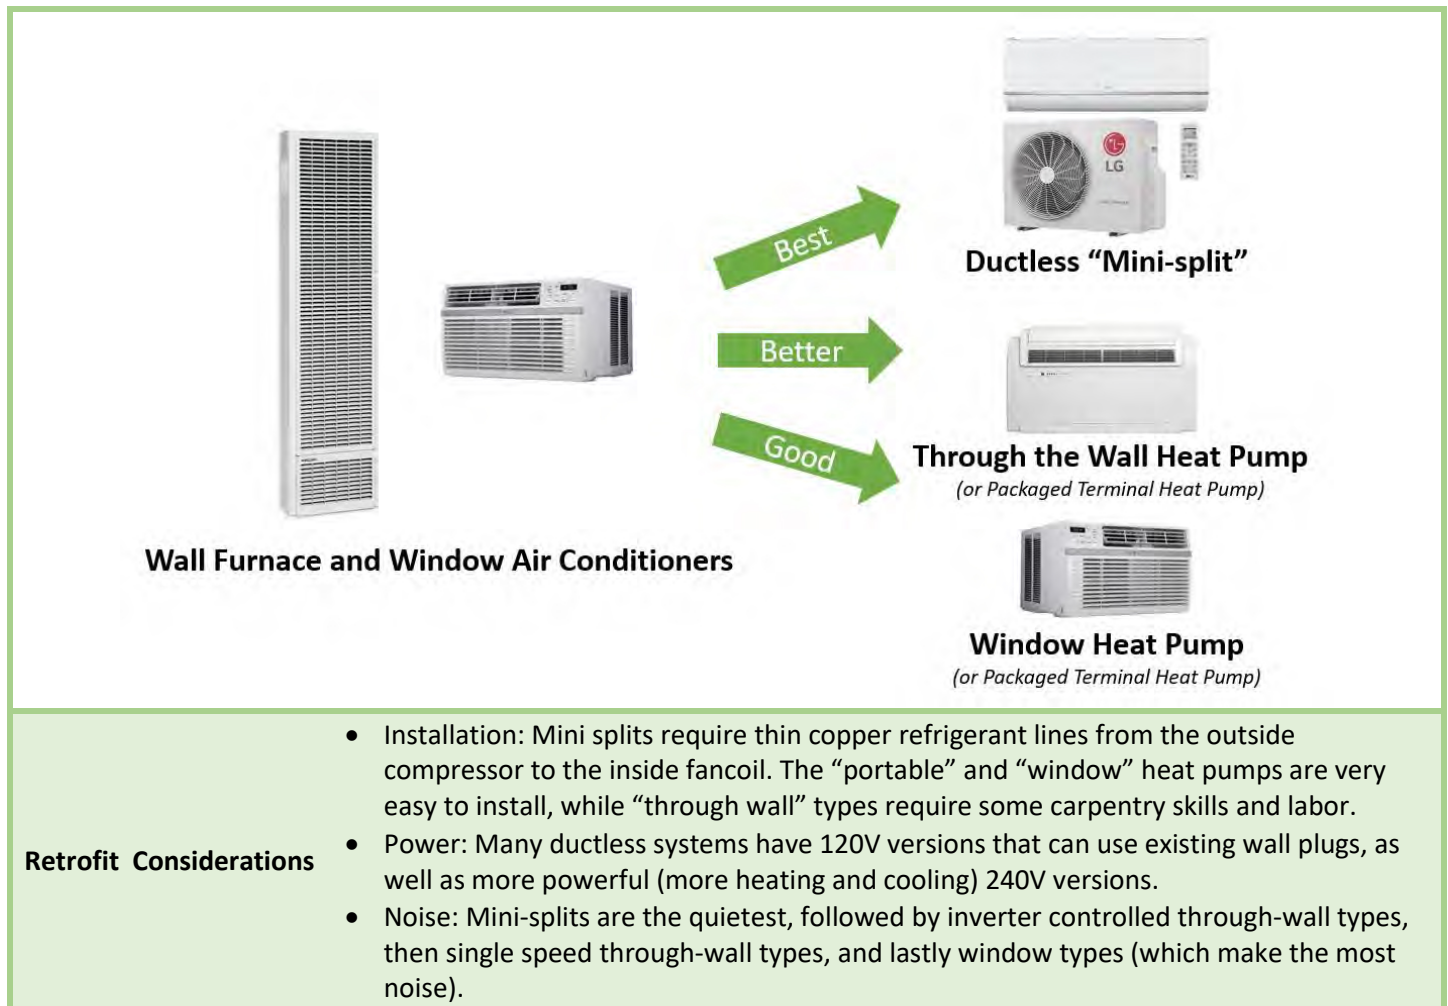 LG
Best
Ductless “Mini-split”
Better
Good
Through the Wall Heat Pump
(or Packaged Terminal Heat Pump)
Wall Furnace and Window Air Conditioners
Window Heat Pump
(or Packaged Terminal Heat Pump)
Retrofit Considerations
• Installation: Mini splits require thin copper refrigerant lines from the outside
compressor to the inside fancoil. The “portable” and “window” heat pumps are very
easy to install, while “through wall” types require some carpentry skills and labor.
• Power: Many ductless systems have 120V versions that can use existing wall plugs, as
well as more powerful (more heating and cooling) 240V versions.
• Noise: Mini-splits are the quietest, followed by inverter controlled through-wall types,
then single speed through-wall types, and lastly window types (which make the most
noise).